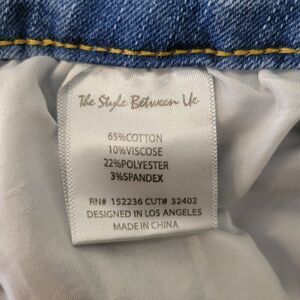 The Style Between Us
65%COTTON
10%VISCOSE
22%POLYESTER
3%SPANDEX
RN# 152236 CUT# 32402
DESIGNED IN LOS ANGELES
MADE IN CHINA